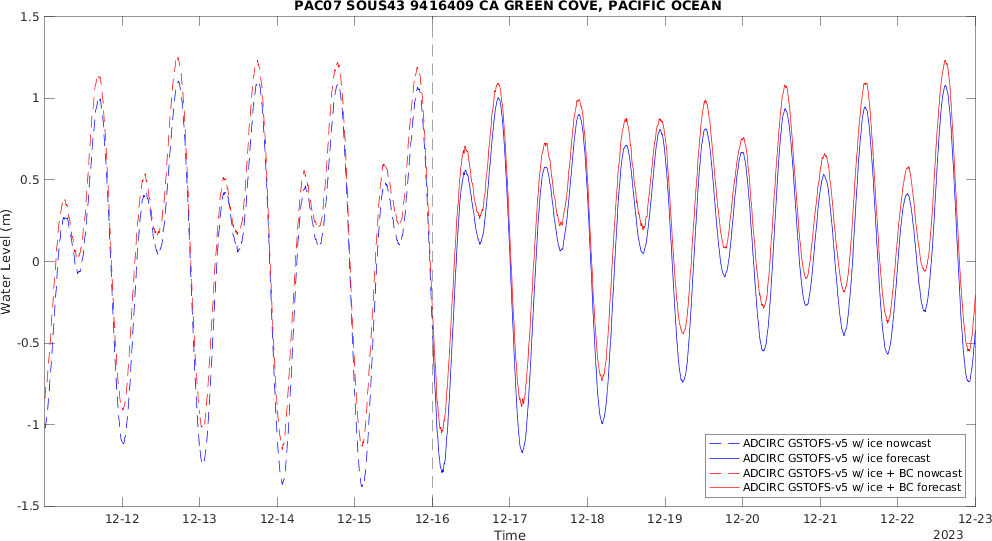 PAC07 SOUS43 9416409 CA GREEN COVE, PACIFIC OCEAN
1.5
1
0.5
0
-0.5
-1
-1.5
Water Level (m)
ADCIRC GSTOFS-v5 w/ ice nowcast
ADCIRC GSTOFS-v5 w/ ice forecast
ADCIRC GSTOFS-v5 w/ ice + BC nowcast
ADCIRC GSTOFS-v5 w/ ice + BC forecast
12-12 12-13 12-14 12-15 12-16 12-17 12-18 12-19 12-20 12-21 12-22 12-23
Time
2023